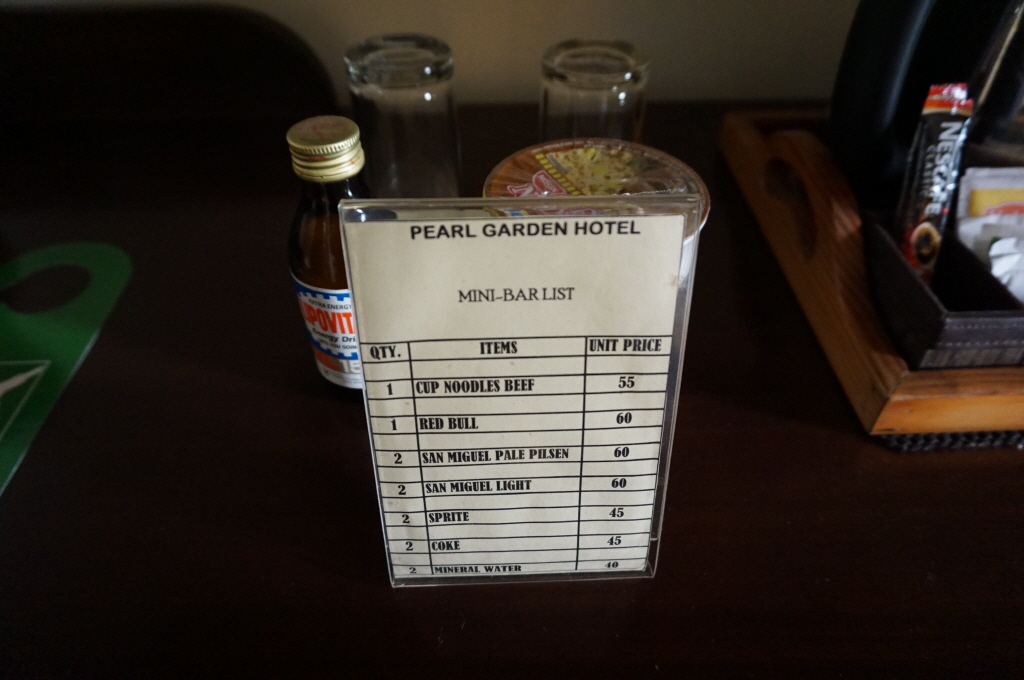 PEARL GARDEN HOTEL
MINI-BAR LIST
QTY. ITEMS UNIT PRICE
1 CUP NOODLES BEEF 55
1 RED BULL 60
2 SAN MIGUEL PALE PILSEN 60
2 SAN MIGUEL LIGHT 60
2 SPRITE 45
2 COKE 45
2 MINERAL WATER 40
NESCAFÉ
CLASSIC